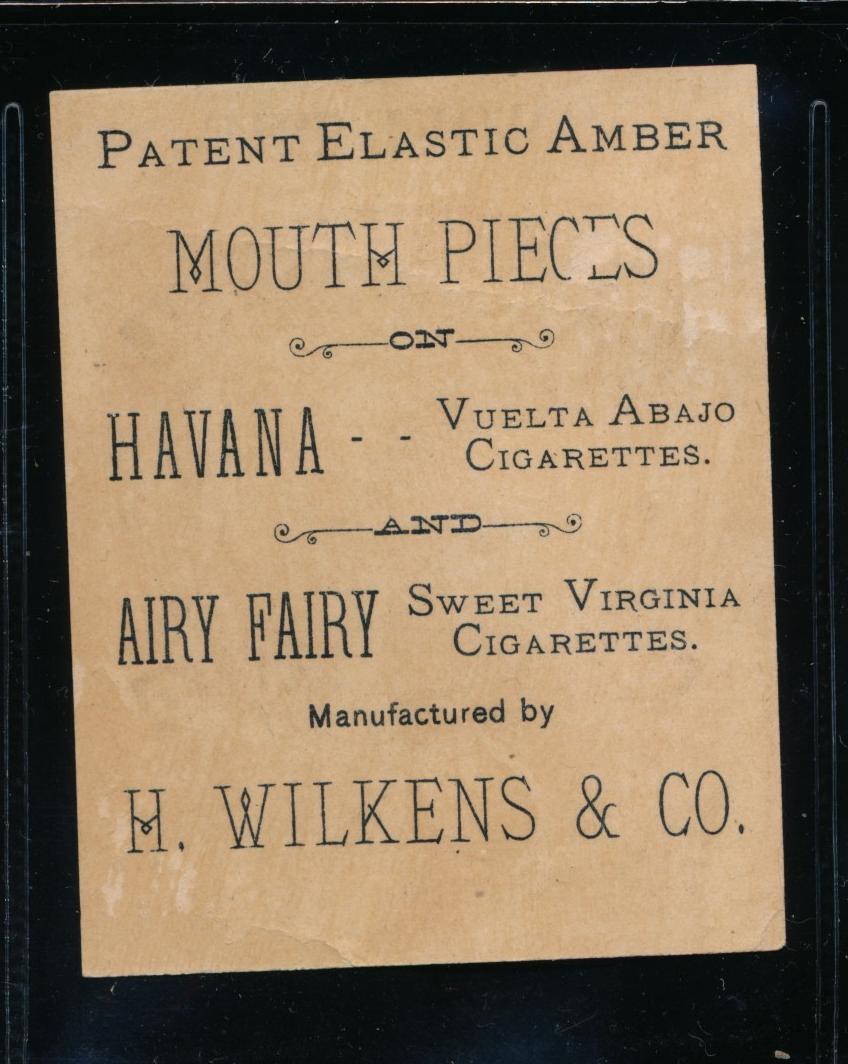 PATENT ELASTIC AMBER
MOUTH PIECES
ON
HAVANA - - VUELTA ABAJO
CIGARETTES.
AND
AIRY FAIRY SWEET VIRGINIA
CIGARETTES.
Manufactured by
H. WILKENS & CO.